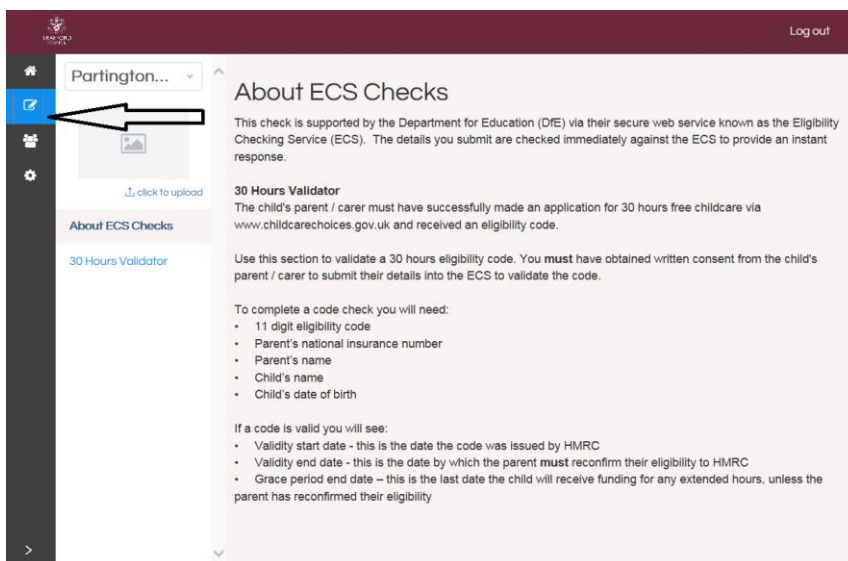 TRAFFORD
COUNCIL
Log out
Partington...
click to upload
About ECS Checks
30 Hours Validator
About ECS Checks
This check is supported by the Department for Education (DfE) via their secure web service known as the Eligibility
Checking Service (ECS). The details you submit are checked immediately against the ECS to provide an instant
response.
30 Hours Validator
The child's parent / carer must have successfully made an application for 30 hours free childcare via
www.childcarechoices.gov.uk and received an eligibility code.
Use this section to validate a 30 hours eligibility code. You must have obtained written consent from the child's
parent / carer to submit their details into the ECS to validate the code.
To complete a code check you will need:
• 11 digit eligibility code
• Parent's national insurance number
• Parent's name
• Child's name
• Child's date of birth
If a code is valid you will see:
• Validity start date - this is the date the code was issued by HMRC
• Validity end date - this is the date by which the parent must reconfirm their eligibility to HMRC
• Grace period end date – this is the last date the child will receive funding for any extended hours, unless the
parent has reconfirmed their eligibility